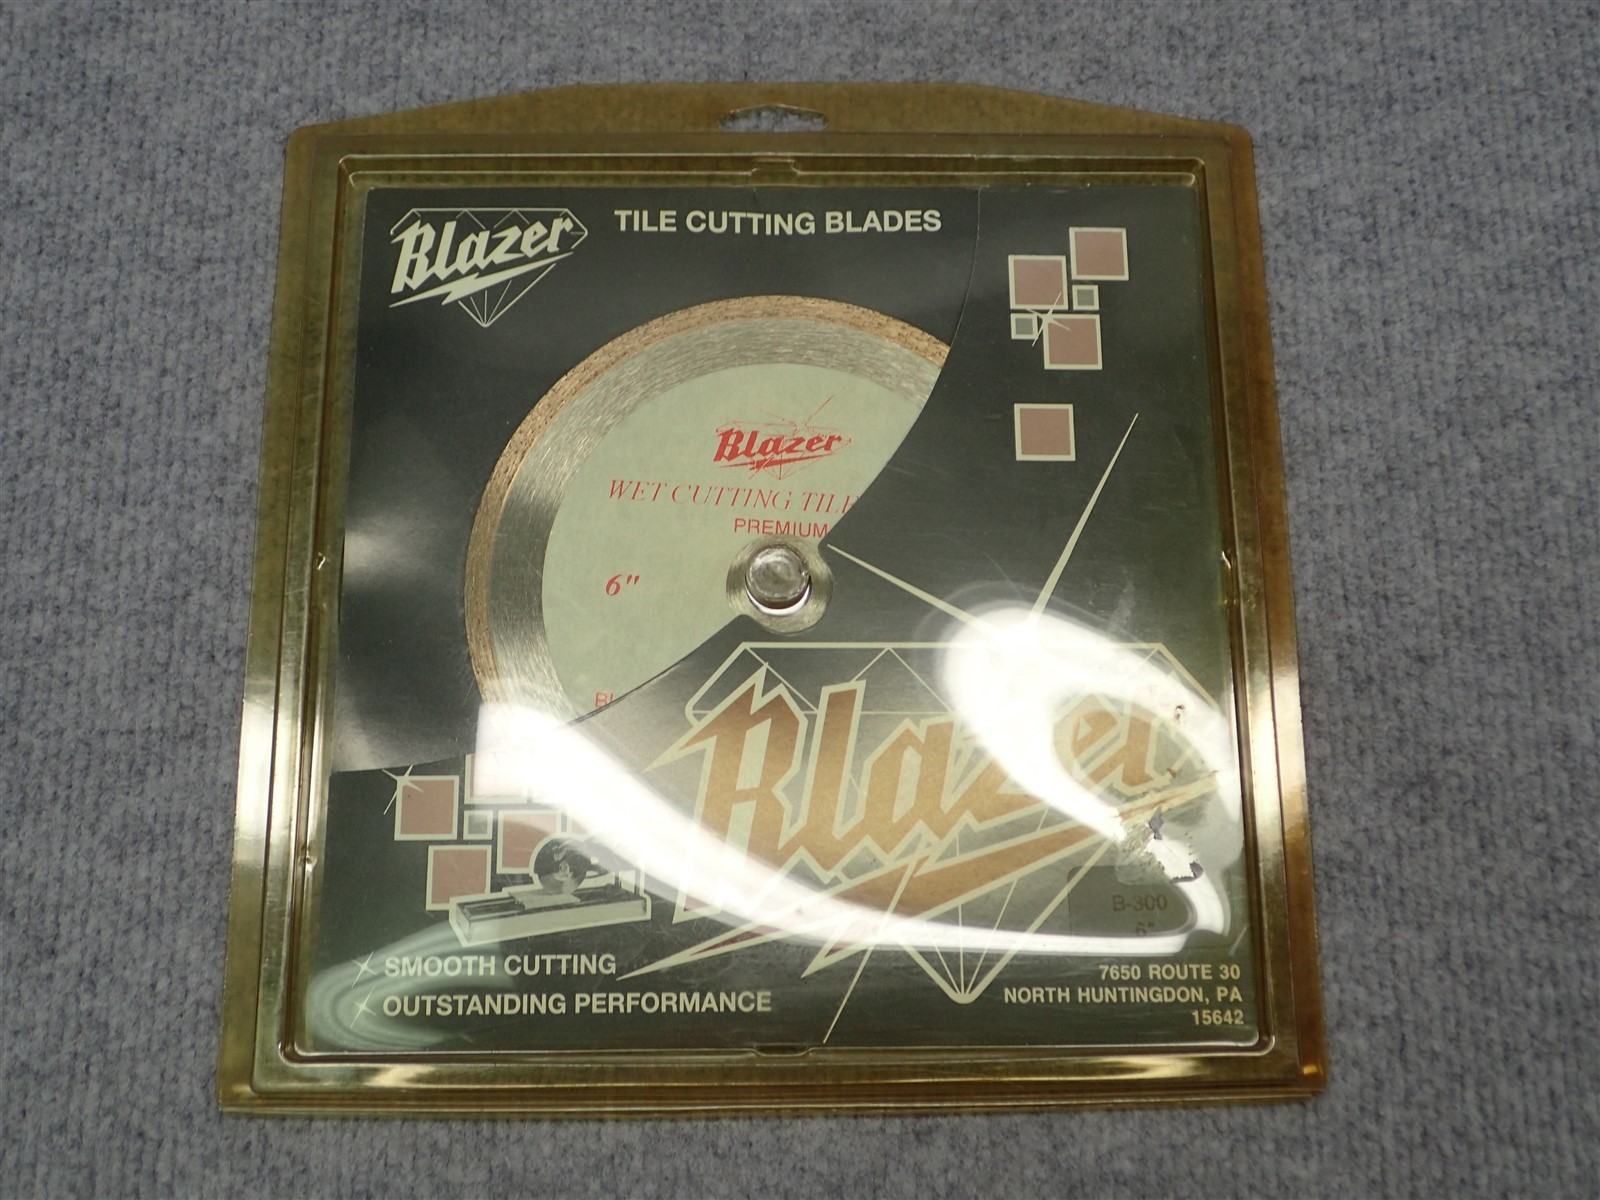 Blazer
TILE CUTTING BLADES
Blazer
WET CUTTING TILE
PREMIUM
6"
Blazer
B-300
6"
SMOOTH CUTTING
OUTSTANDING PERFORMANCE
7650 ROUTE 30
NORTH HUNTINGDON, PA
15642